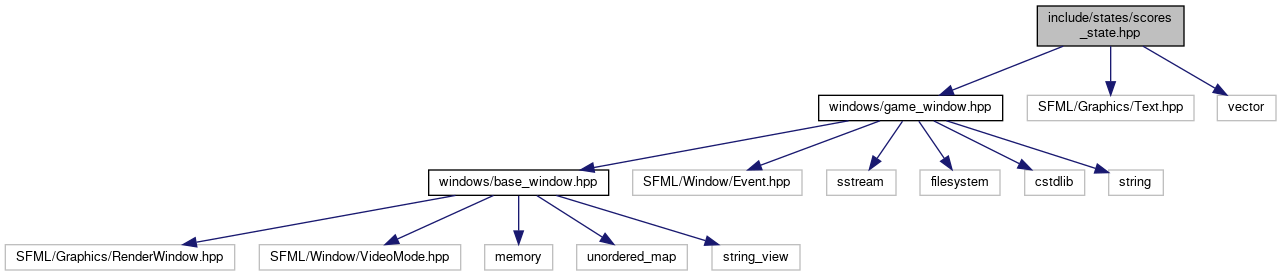 include/states/scores
_state.hpp
windows/game_window.hpp
SFML/Graphics/Text.hpp
vector
windows/base_window.hpp
SFML/Window/Event.hpp
sstream
filesystem
cstdlib
string
SFML/Graphics/RenderWindow.hpp
SFML/Window/VideoMode.hpp
memory
unordered_map
string_view